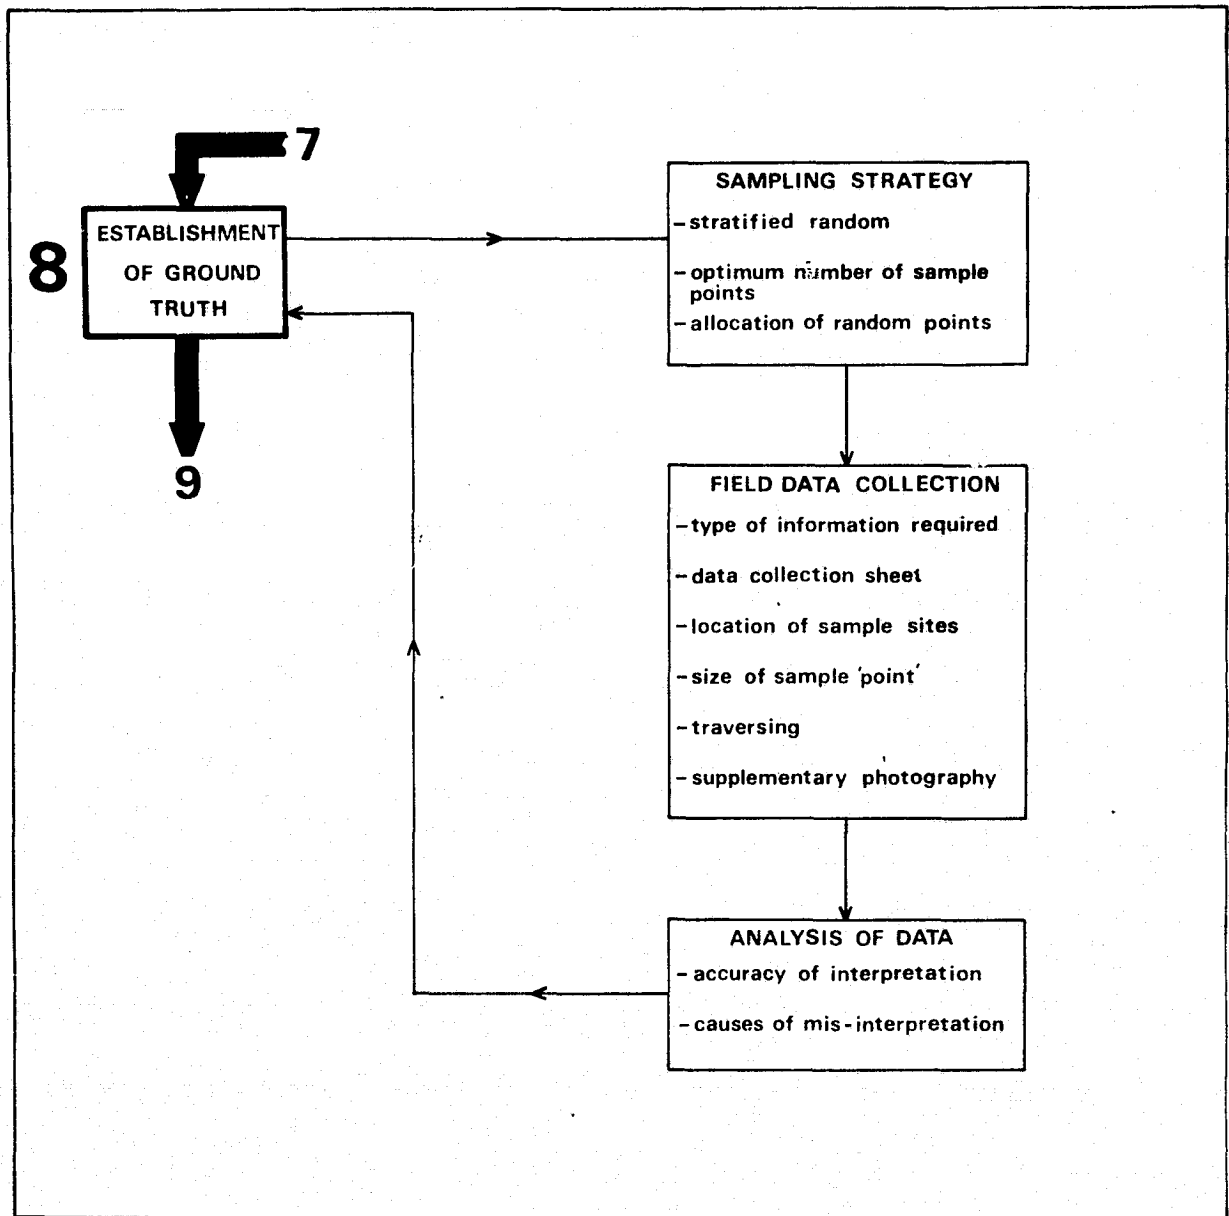 7
8
ESTABLISHMENT
OF GROUND
TRUTH
9
SAMPLING STRATEGY
-stratified random
-optimum number of sample
points
-allocation of random points
FIELD DATA COLLECTION
-type of information required
-data collection sheet
-location of sample sites
-size of sample 'point'
-traversing
-supplementary photography
ANALYSIS OF DATA
-accuracy of interpretation
-causes of mis-interpretation